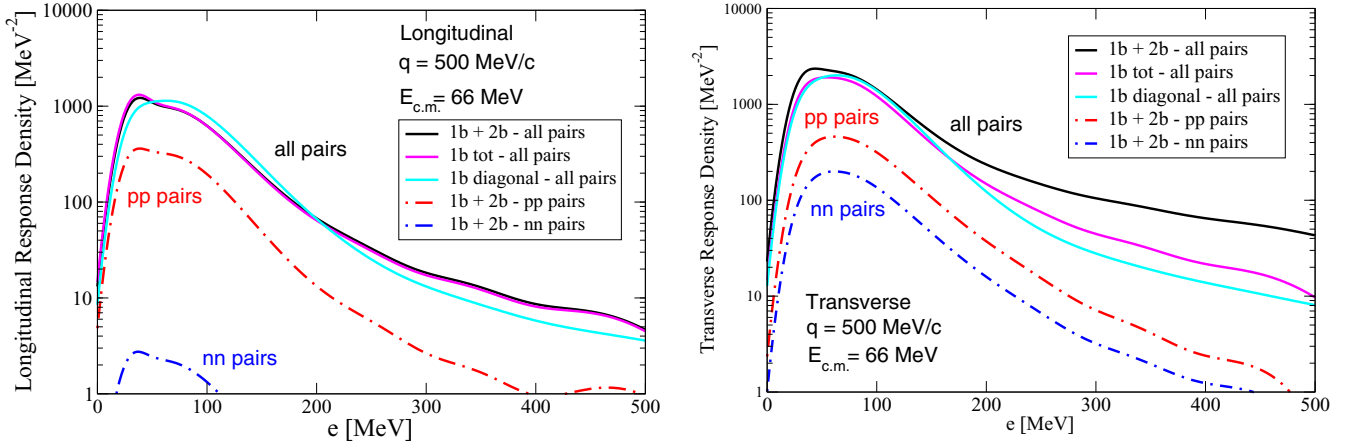 Longitudinal Response Density [MeV⁻²]
10000
1000
100
10
1
Longitudinal
q = 500 MeV/c
E_c.m.= 66 MeV
1b + 2b - all pairs
1b tot - all pairs
1b diagonal - all pairs
1b + 2b - pp pairs
1b + 2b - nn pairs
all pairs
pp pairs
nn pairs
0 100 200 300 400 500
e [MeV]
Transverse Response Density [MeV⁻²]
10000
1000
100
10
1
1b + 2b - all pairs
1b tot - all pairs
1b diagonal - all pairs
1b + 2b - pp pairs
1b + 2b - nn pairs
pp pairs
all pairs
nn pairs
Transverse
q = 500 MeV/c
E_c.m.= 66 MeV
0 100 200 300 400 500
e [MeV]